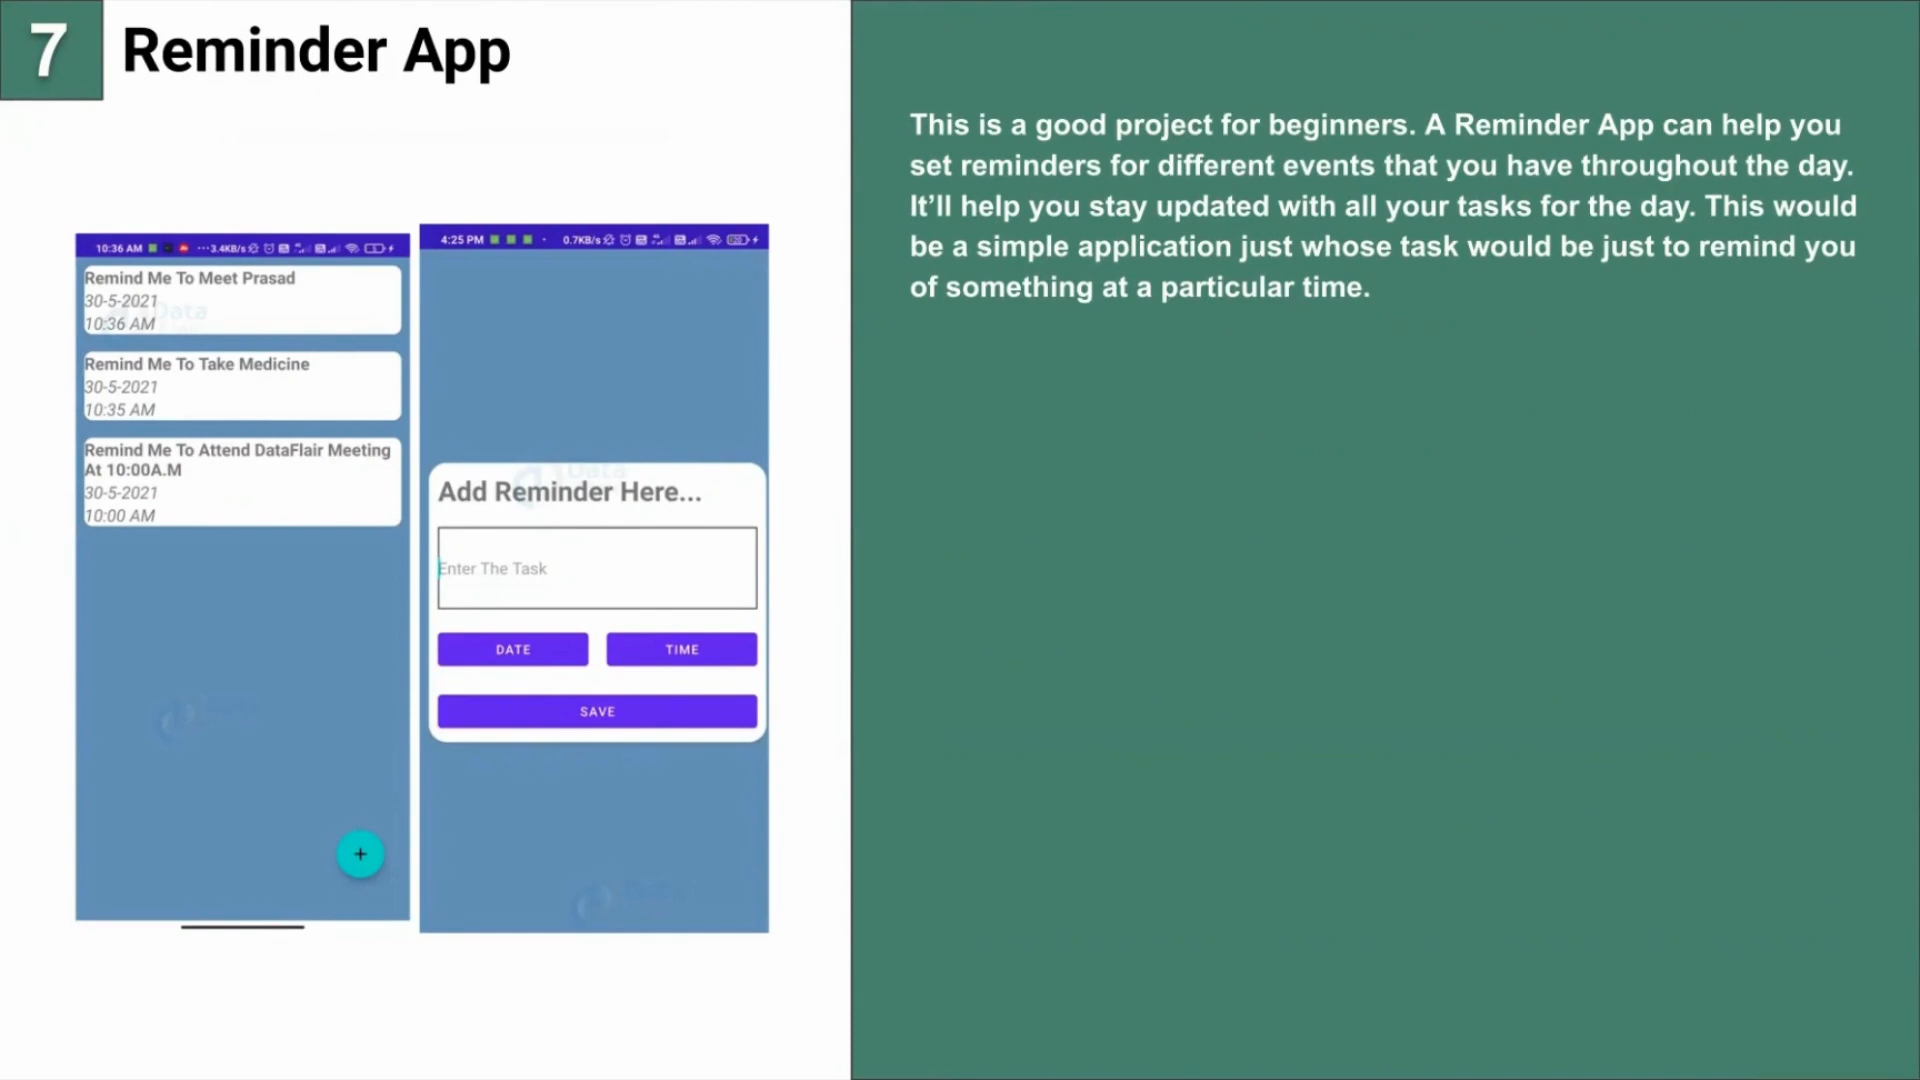 7 Reminder App
This is a good project for beginners. A Reminder App can help you
set reminders for different events that you have throughout the day.
It’ll help you stay updated with all your tasks for the day. This would
be a simple application just whose task would be just to remind you
of something at a particular time.
10:36 AM ...3.4KB/s
Remind Me To Meet Prasad
30-5-2021
10:36 AM
Remind Me To Take Medicine
30-5-2021
10:35 AM
Remind Me To Attend DataFlair Meeting
At 10:00A.M
30-5-2021
10:00 AM
+
4:25 PM 0.7KB/s
Add Reminder Here...
Enter The Task
DATE TIME
SAVE
Data
Data